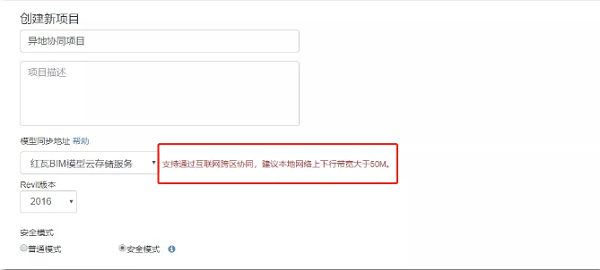 创建新项目
异地协同项目
项目描述
模型同步地址 帮助
红瓦BIM模型云存储服务 支持通过互联网跨区协同，建议本地网络上下行带宽大于50M。
Revit版本
2016
安全模式
普通模式 安全模式